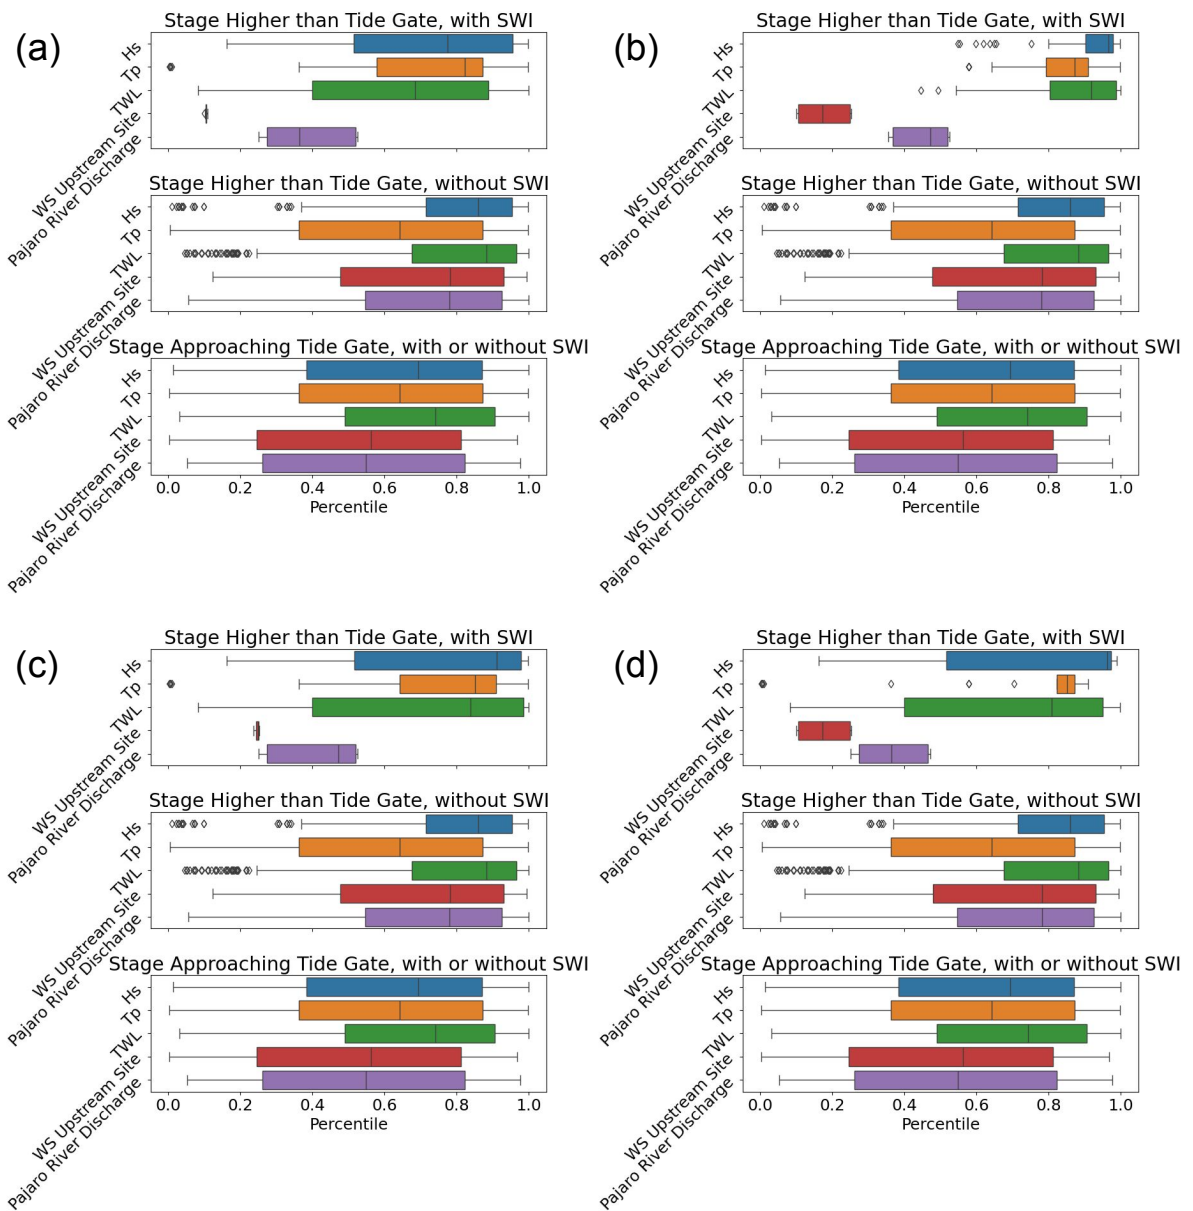 (a)
Stage Higher than Tide Gate, with SWI
Hs
Tp
TWL
WS Upstream Site
Pajaro River Discharge
Stage Higher than Tide Gate, without SWI
Hs
Tp
TWL
WS Upstream Site
Pajaro River Discharge
Stage Approaching Tide Gate, with or without SWI
Hs
Tp
TWL
WS Upstream Site
Pajaro River Discharge
0.0 0.2 0.4 0.6 0.8 1.0
Percentile
(b)
Stage Higher than Tide Gate, with SWI
Hs
Tp
TWL
WS Upstream Site
Pajaro River Discharge
Stage Higher than Tide Gate, without SWI
Hs
Tp
TWL
WS Upstream Site
Pajaro River Discharge
Stage Approaching Tide Gate, with or without SWI
Hs
Tp
TWL
WS Upstream Site
Pajaro River Discharge
0.0 0.2 0.4 0.6 0.8 1.0
Percentile
(c)
Stage Higher than Tide Gate, with SWI
Hs
Tp
TWL
WS Upstream Site
Pajaro River Discharge
Stage Higher than Tide Gate, without SWI
Hs
Tp
TWL
WS Upstream Site
Pajaro River Discharge
Stage Approaching Tide Gate, with or without SWI
Hs
Tp
TWL
WS Upstream Site
Pajaro River Discharge
0.0 0.2 0.4 0.6 0.8 1.0
Percentile
(d)
Stage Higher than Tide Gate, with SWI
Hs
Tp
TWL
WS Upstream Site
Pajaro River Discharge
Stage Higher than Tide Gate, without SWI
Hs
Tp
TWL
WS Upstream Site
Pajaro River Discharge
Stage Approaching Tide Gate, with or without SWI
Hs
Tp
TWL
WS Upstream Site
Pajaro River Discharge
0.0 0.2 0.4 0.6 0.8 1.0
Percentile